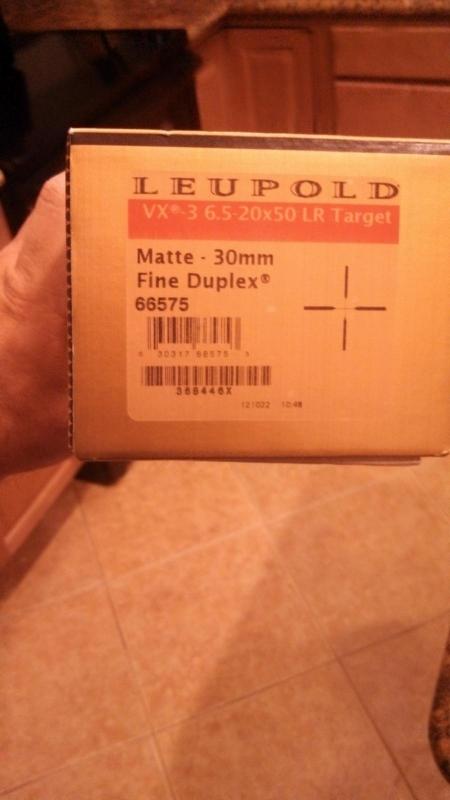 LEUPOLD
VX®-3 6.5-20x50 LR Target
Matte - 30mm
Fine Duplex®
66575
0 30317 66575 3
368446X
121022 10:48